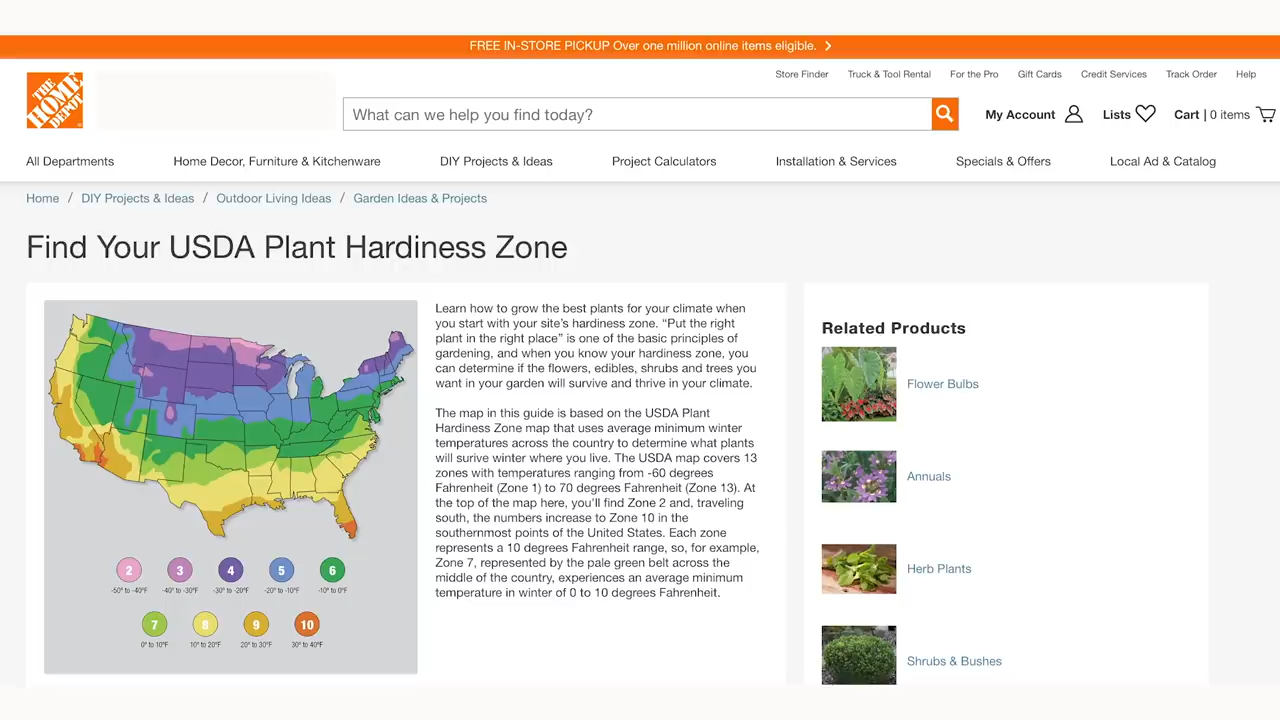 FREE IN-STORE PICKUP Over one million online items eligible.
Store Finder Truck & Tool Rental For the Pro Gift Cards Credit Services Track Order Help
THE
HOME
DEPOT
What can we help you find today?
My Account Lists Cart | 0 items
All Departments Home Decor, Furniture & Kitchenware DIY Projects & Ideas Project Calculators Installation & Services Specials & Offers Local Ad & Catalog
Home / DIY Projects & Ideas / Outdoor Living Ideas / Garden Ideas & Projects
Find Your USDA Plant Hardiness Zone
2 3 4 5 6
-50° to -40°F -40° to -30°F -30° to -20°F -20° to -10°F -10° to 0°F
7 8 9 10
0° to 10°F 10° to 20°F 20° to 30°F 30° to 40°F
Learn how to grow the best plants for your climate when
you start with your site's hardiness zone. “Put the right
plant in the right place” is one of the basic principles of
gardening, and when you know your hardiness zone, you
can determine if the flowers, edibles, shrubs and trees you
want in your garden will survive and thrive in your climate.
The map in this guide is based on the USDA Plant
Hardiness Zone map that uses average minimum winter
temperatures across the country to determine what plants
will surive winter where you live. The USDA map covers 13
zones with temperatures ranging from -60 degrees
Fahrenheit (Zone 1) to 70 degrees Fahrenheit (Zone 13). At
the top of the map here, you'll find Zone 2 and, traveling
south, the numbers increase to Zone 10 in the
southernmost points of the United States. Each zone
represents a 10 degrees Fahrenheit range, so, for example,
Zone 7, represented by the pale green belt across the
middle of the country, experiences an average minimum
temperature in winter of 0 to 10 degrees Fahrenheit.
Related Products
Flower Bulbs
Annuals
Herb Plants
Shrubs & Bushes